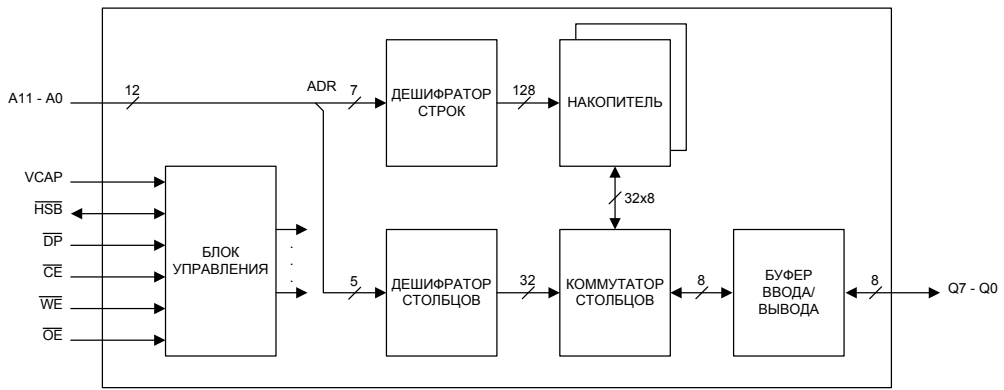 A11 - A0
12
ADR
7
ДЕШИФРАТОР
СТРОК
128
НАКОПИТЕЛЬ
VCAP
HSB
DP
CE
WE
OE
БЛОК
УПРАВЛЕНИЯ
32x8
5
ДЕШИФРАТОР
СТОЛБЦОВ
32
КОММУТАТОР
СТОЛБЦОВ
8
БУФЕР
ВВОДА/
ВЫВОДА
8
Q7 - Q0